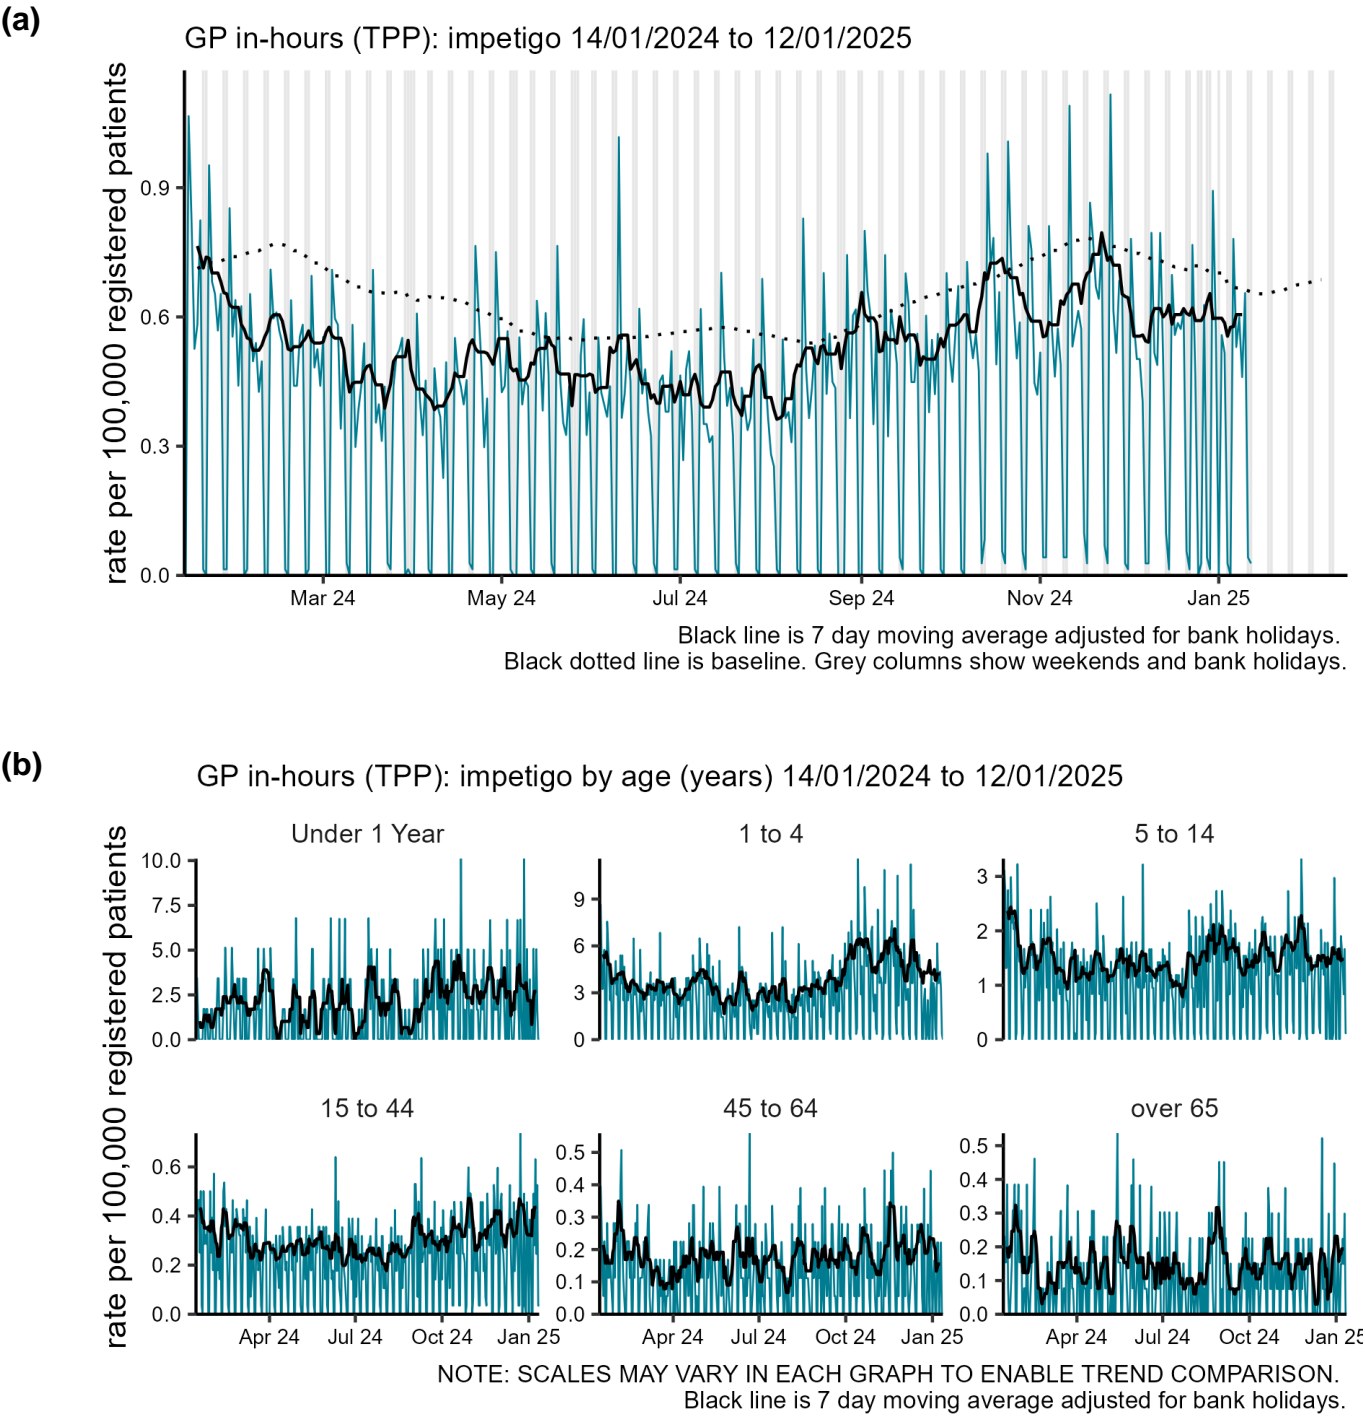 (a)
GP in-hours (TPP): impetigo 14/01/2024 to 12/01/2025
rate per 100,000 registered patients
0.9
0.6
0.3
0.0
Mar 24 May 24 Jul 24 Sep 24 Nov 24 Jan 25
Black line is 7 day moving average adjusted for bank holidays.
Black dotted line is baseline. Grey columns show weekends and bank holidays.
(b)
GP in-hours (TPP): impetigo by age (years) 14/01/2024 to 12/01/2025
rate per 100,000 registered patients
Under 1 Year
10.0
7.5
5.0
2.5
0.0
1 to 4
9
6
3
0
5 to 14
3
2
1
0
15 to 44
0.6
0.4
0.2
0.0
Apr 24 Jul 24 Oct 24 Jan 25
45 to 64
0.5
0.4
0.3
0.2
0.1
0.0
Apr 24 Jul 24 Oct 24 Jan 25
over 65
0.5
0.4
0.3
0.2
0.1
0.0
Apr 24 Jul 24 Oct 24 Jan 25
NOTE: SCALES MAY VARY IN EACH GRAPH TO ENABLE TREND COMPARISON.
Black line is 7 day moving average adjusted for bank holidays.